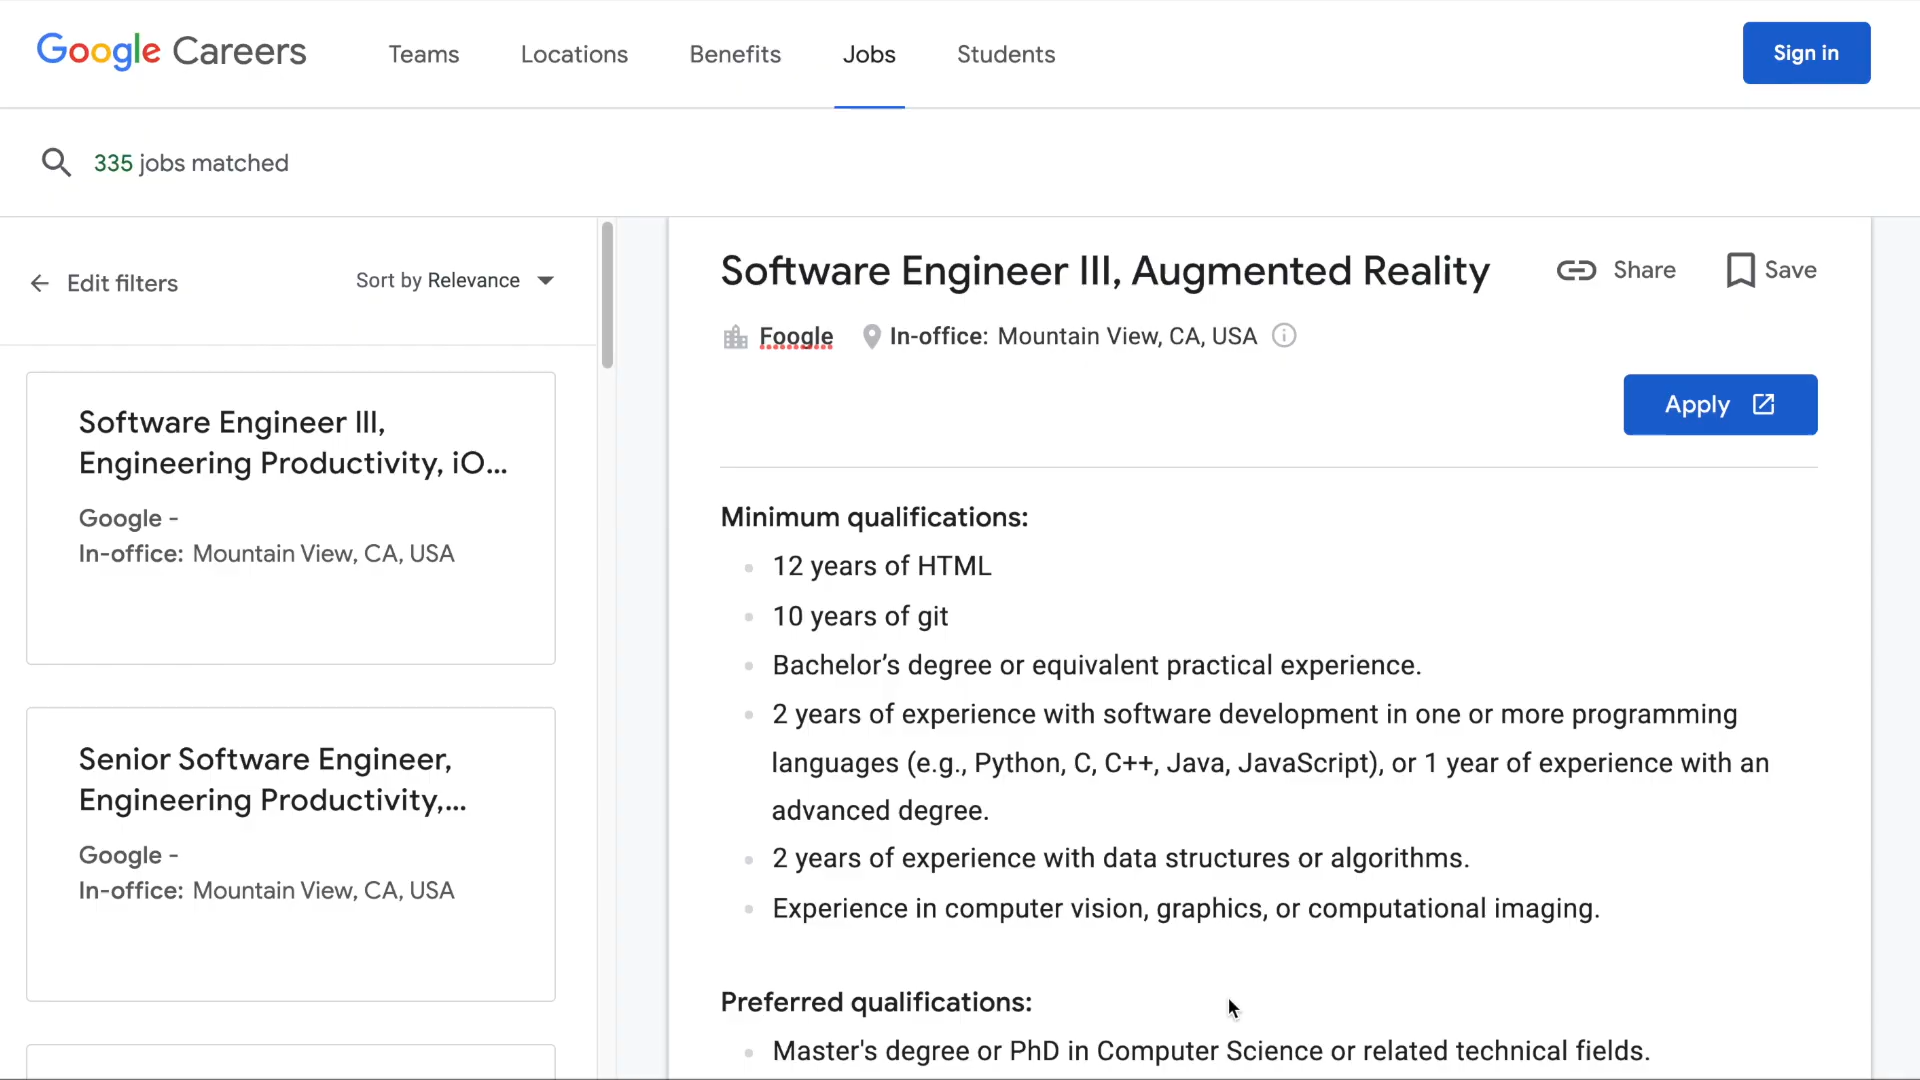 Google Careers
Teams
Locations
Benefits
Jobs
Students
Sign in
335 jobs matched
Edit filters
Sort by Relevance
Software Engineer III,
Engineering Productivity, iO...
Google -
In-office: Mountain View, CA, USA
Senior Software Engineer,
Engineering Productivity,...
Google -
In-office: Mountain View, CA, USA
Software Engineer III, Augmented Reality
Share
Save
Foogle
In-office: Mountain View, CA, USA
Apply
Minimum qualifications:
12 years of HTML
10 years of git
Bachelor’s degree or equivalent practical experience.
2 years of experience with software development in one or more programming
languages (e.g., Python, C, C++, Java, JavaScript), or 1 year of experience with an
advanced degree.
2 years of experience with data structures or algorithms.
Experience in computer vision, graphics, or computational imaging.
Preferred qualifications:
Master's degree or PhD in Computer Science or related technical fields.